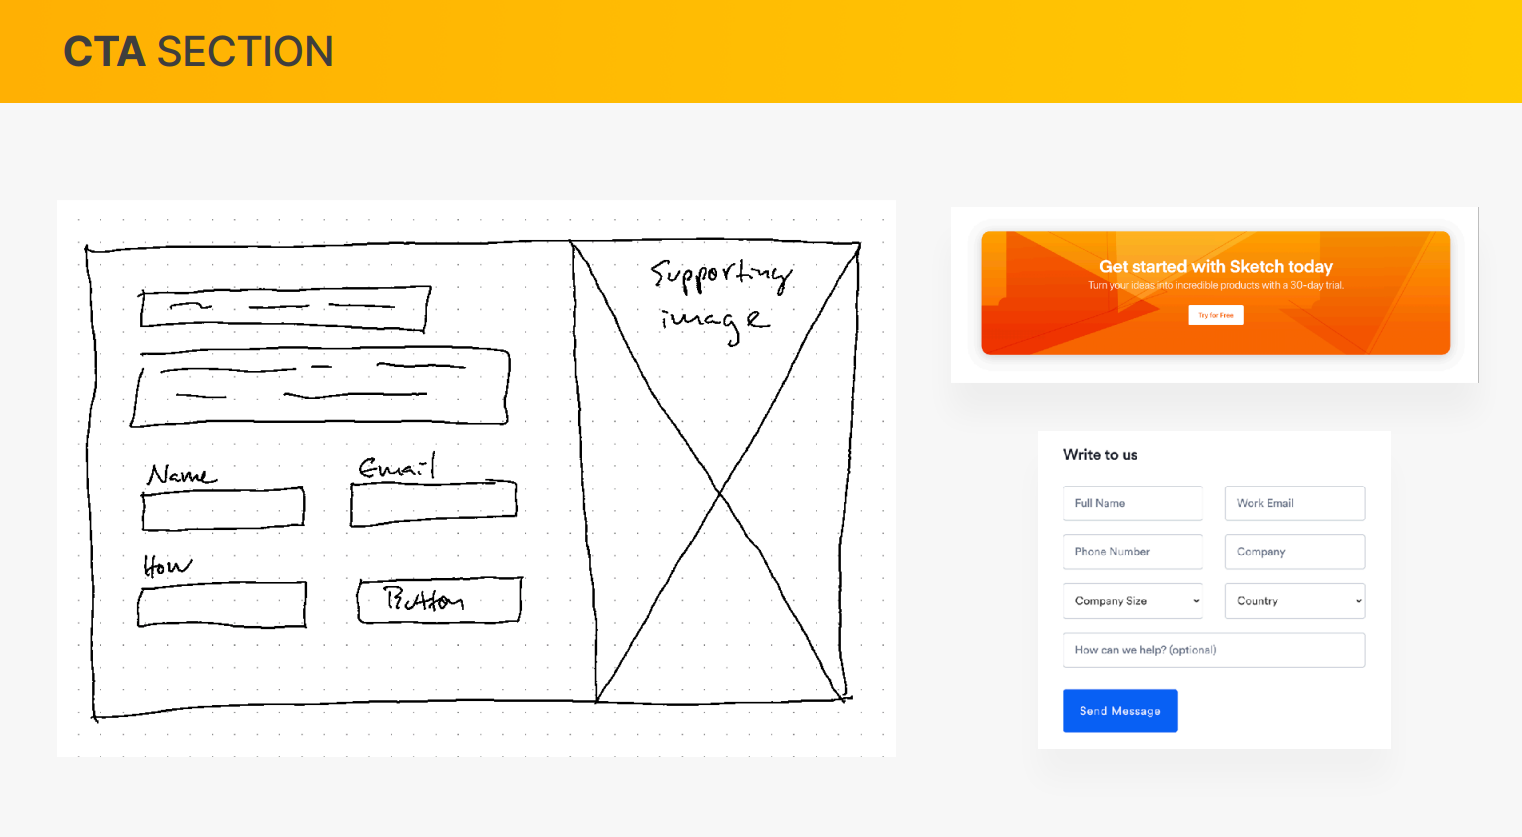 CTA SECTION
Supporting
image
Name
Email
How
Button
Get started with Sketch today
Turn your ideas into incredible products with a 30-day trial.
Try for Free
Write to us
Full Name
Work Email
Phone Number
Company
Company Size
Country
How can we help? (optional)
Send Message